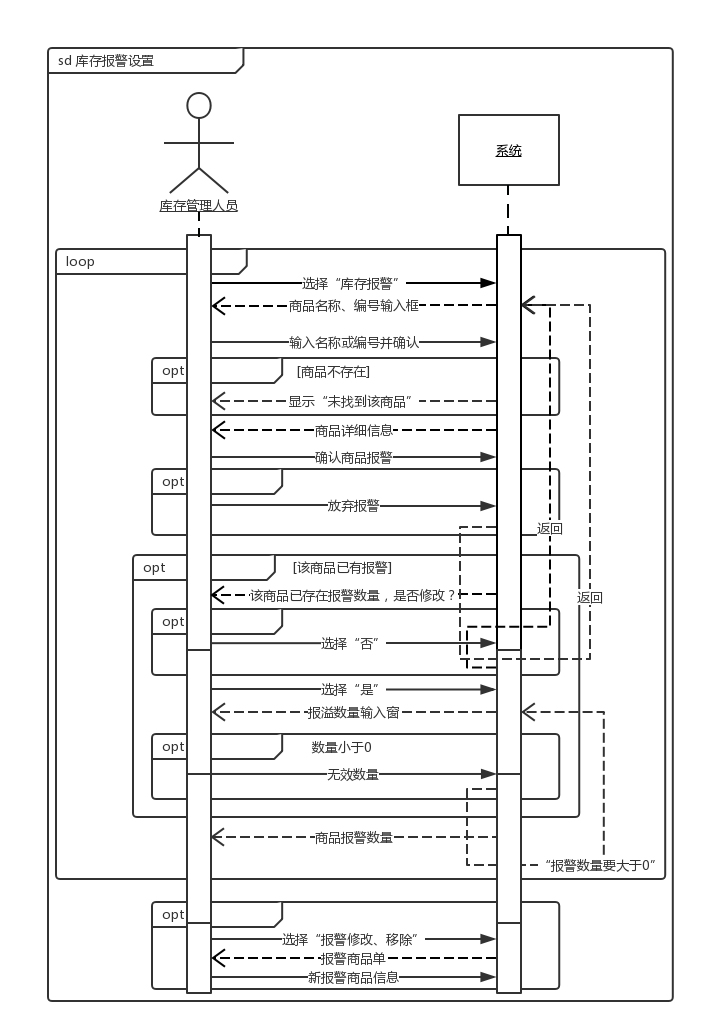 sd 库存报警设置
系统
库存管理人员
loop
选择“库存报警”
商品名称、编号输入框
输入名称或编号并确认
opt
[商品不存在]
显示“未找到该商品”
商品详细信息
确认商品报警
opt
放弃报警
返回
opt
[该商品已有报警]
该商品已存在报警数量，是否修改？
返回
opt
选择“否”
选择“是”
报溢数量输入窗
opt
数量小于0
无效数量
商品报警数量
“报警数量要大于0”
opt
选择“报警修改、移除”
报警商品单
新报警商品信息